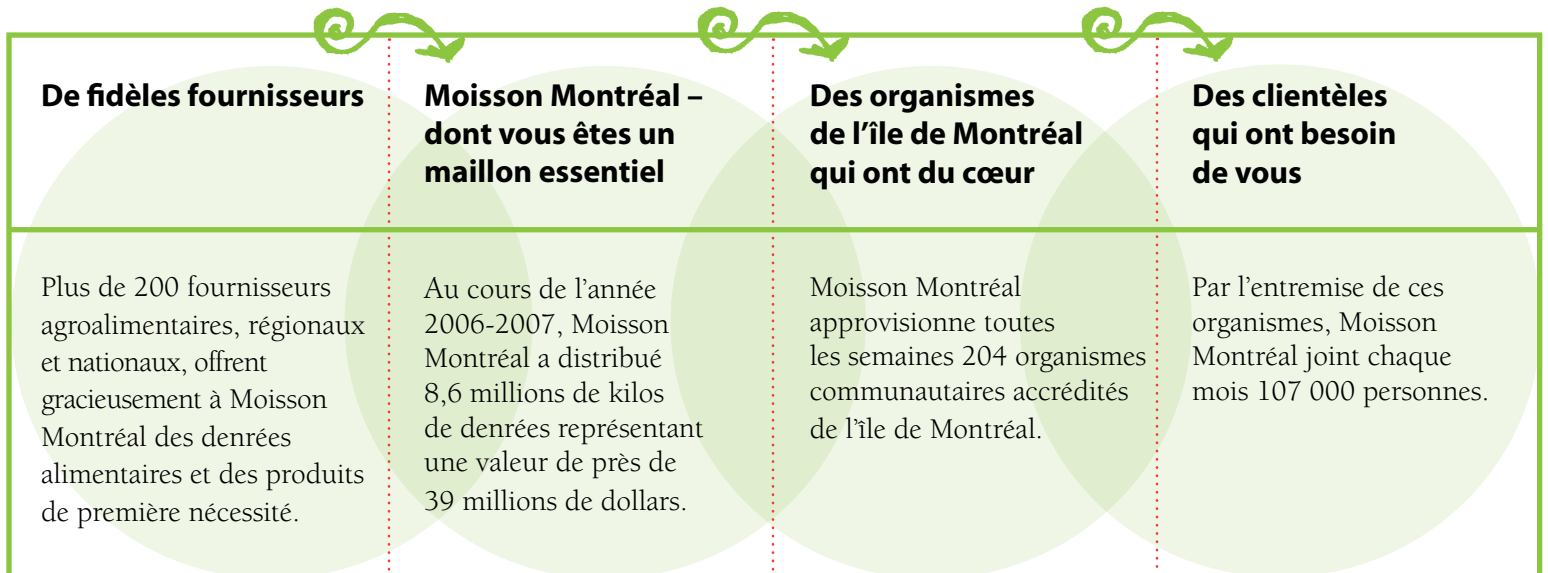 De fidèles fournisseurs
Plus de 200 fournisseurs
agroalimentaires, régionaux
et nationaux, offrent
gracieusement à Moisson
Montréal des denrées
alimentaires et des produits
de première nécessité.
Moisson Montréal –
dont vous êtes un
maillon essentiel
Au cours de l’année
2006-2007, Moisson
Montréal a distribué
8,6 millions de kilos
de denrées représentant
une valeur de près de
39 millions de dollars.
Des organismes
de l’île de Montréal
qui ont du cœur
Moisson Montréal
approvisionne toutes
les semaines 204 organismes
communautaires accrédités
de l’île de Montréal.
Des clientèles
qui ont besoin
de vous
Par l’entremise de ces
organismes, Moisson
Montréal joint chaque
mois 107 000 personnes.